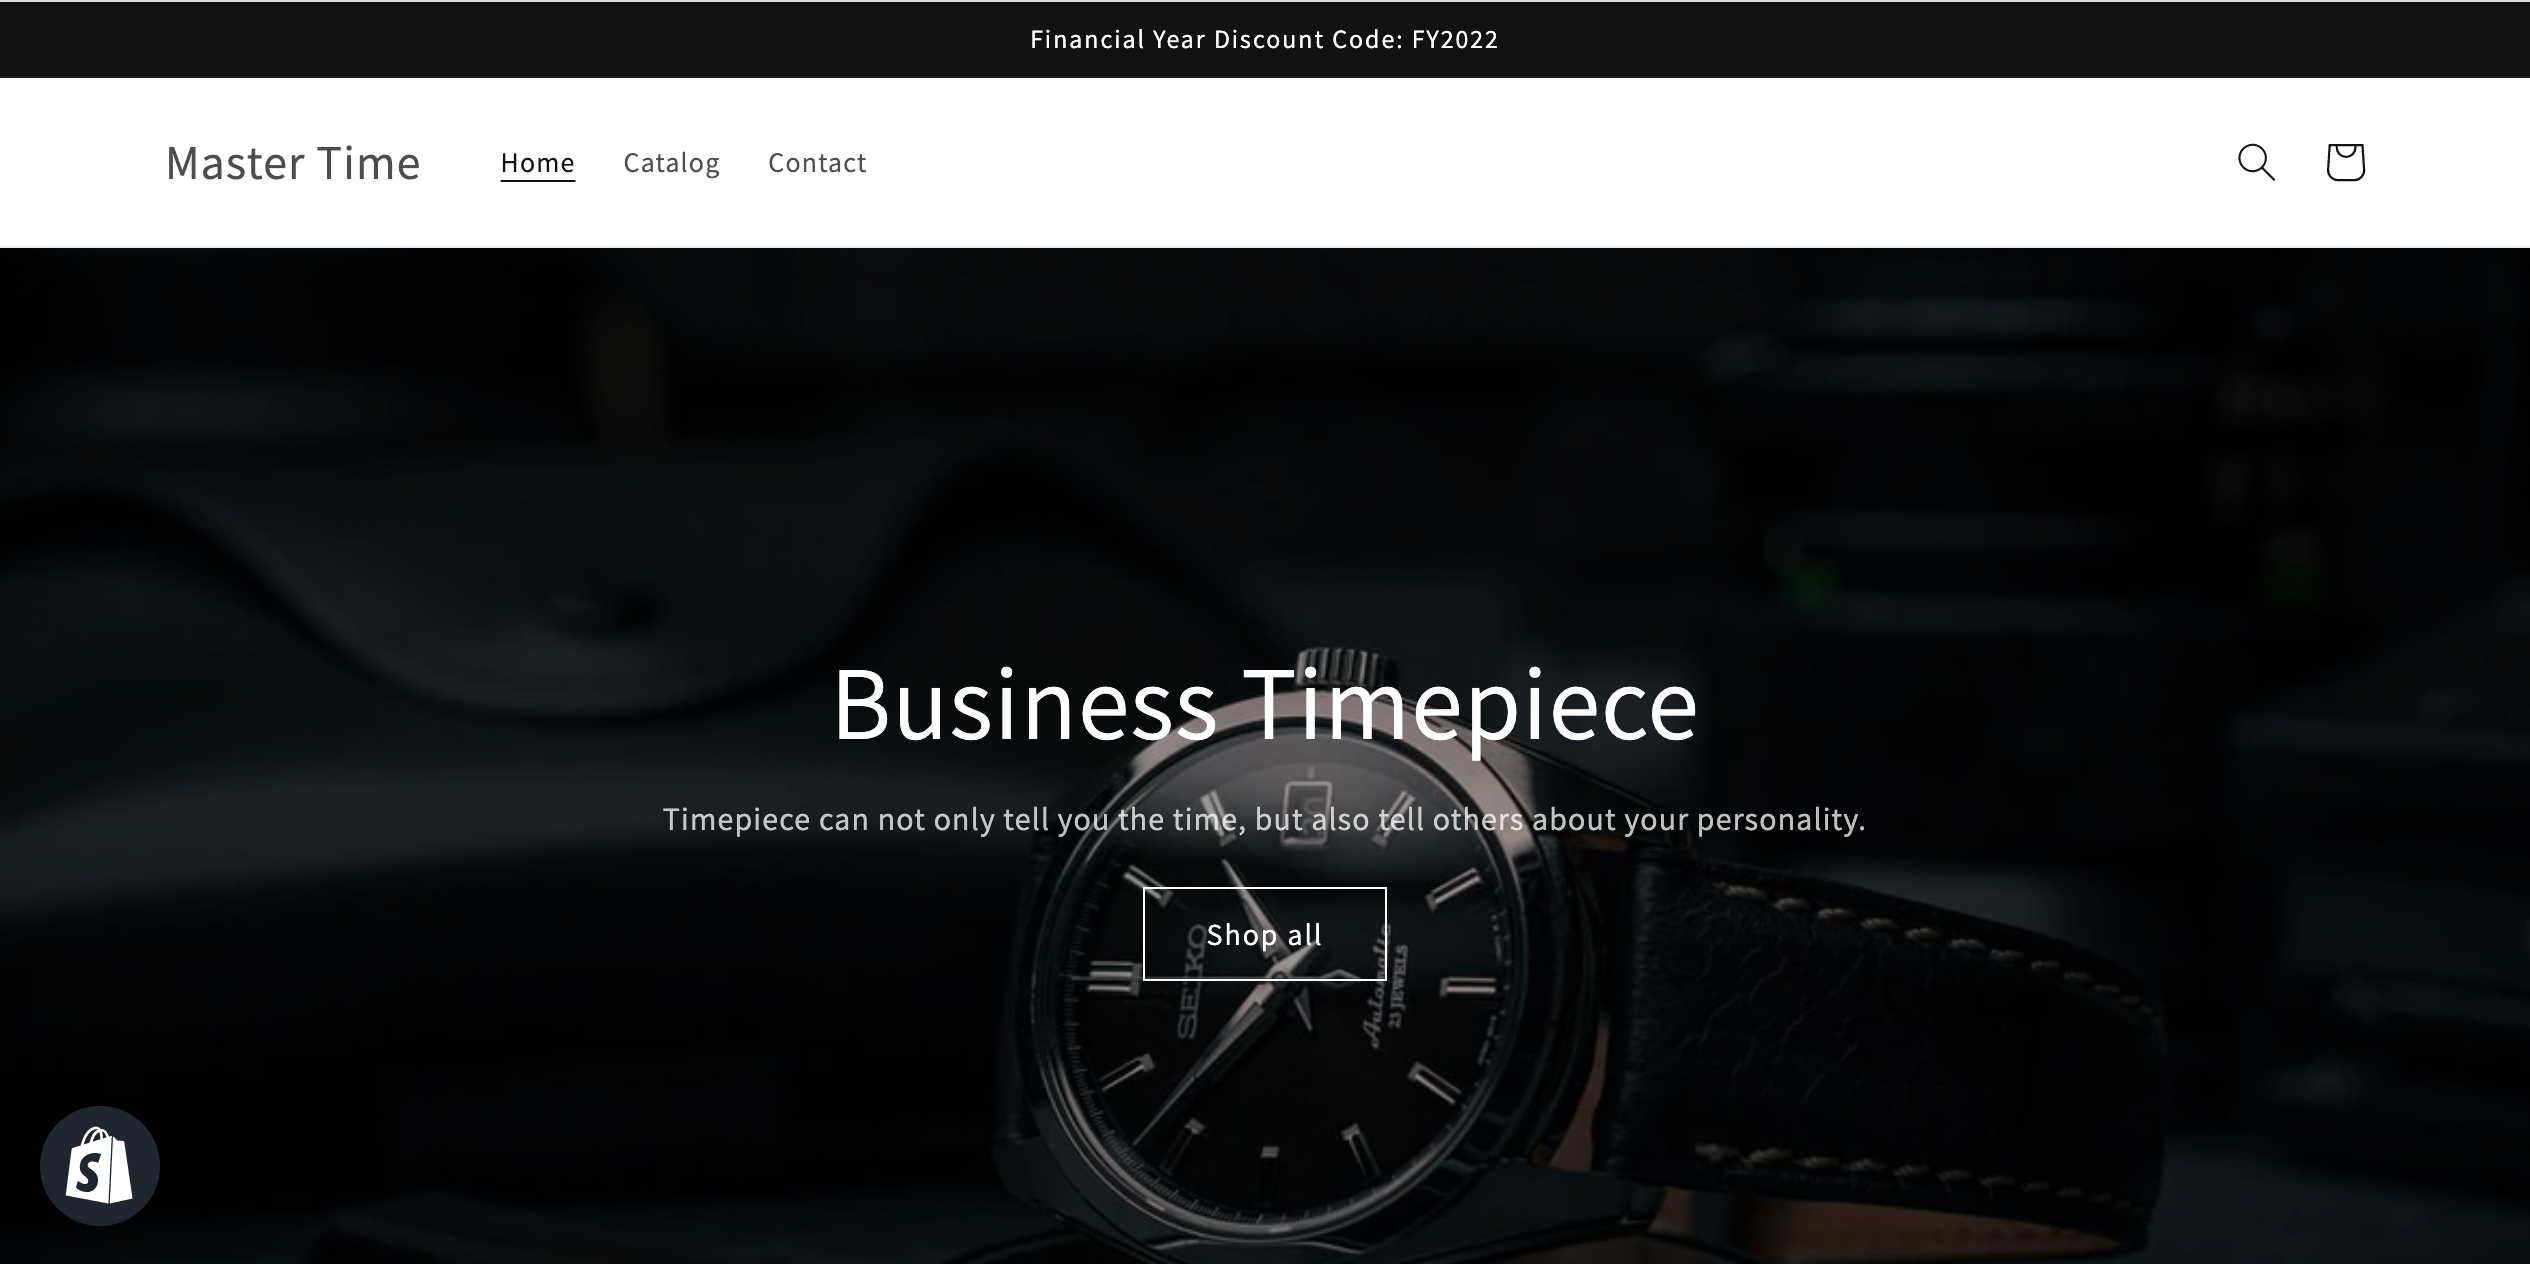 Financial Year Discount Code: FY2022
Master Time
Home
Catalog
Contact
Business Timepiece
Timepiece can not only tell you the time, but also tell others about your personality.
Shop all
SEIKO
Automatic
23 JEWELS
S